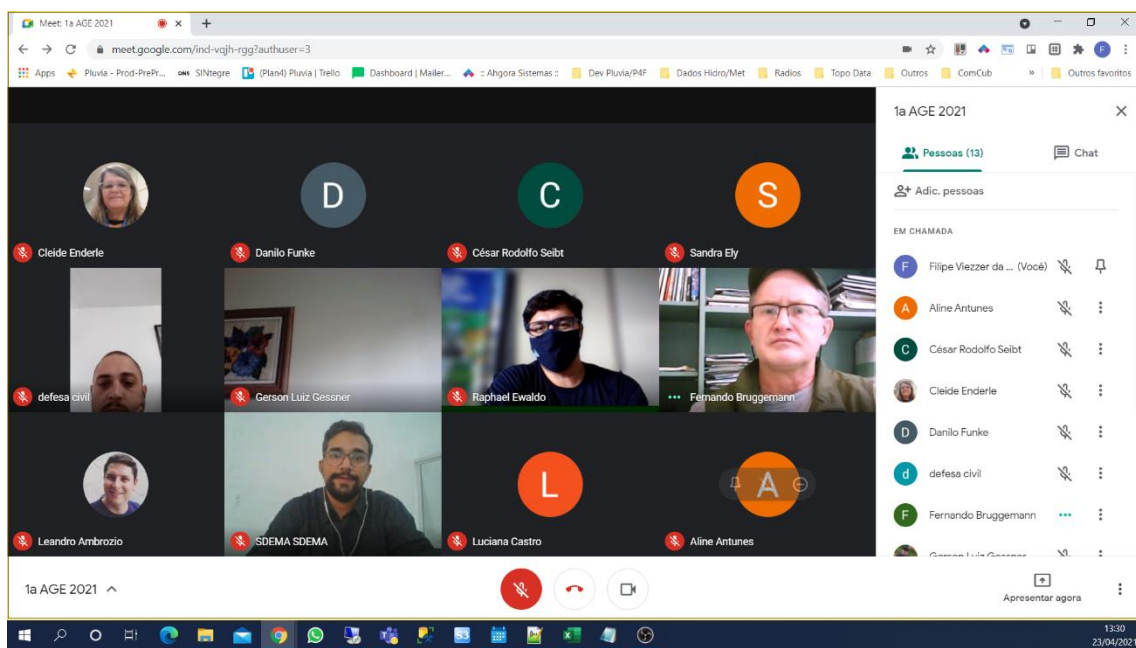 Meet: 1a AGE 2021
meet.google.com/ind-vqjh-rgg?authuser=3
Apps
Pluvia - Prod-PrePr...
ONS SINtegre
(Plan4) Pluvia | Trello
Dashboard | Mailer...
:: Ahgora Sistemas ::
Dev Pluvia/P4F
Dados Hidro/Met
Radios
Topo Data
Outros
ComCub
»
Outros favoritos
F
D
C
S
Cleide Enderle
Danilo Funke
César Rodolfo Seibt
Sandra Ely
defesa civil
Gerson Luiz Gessner
Raphael Ewaldo
Fernando Bruggemann
L
A
Leandro Ambrozio
SDEMA SDEMA
Luciana Castro
Aline Antunes
1a AGE 2021
Pessoas (13)
Chat
Adic. pessoas
EM CHAMADA
F Filipe Viezzer da ... (Você)
A Aline Antunes
C César Rodolfo Seibt
Cleide Enderle
D Danilo Funke
d defesa civil
F Fernando Bruggemann
Gerson Luiz Gessner
1a AGE 2021
Apresentar agora
S3
13:30
23/04/2021